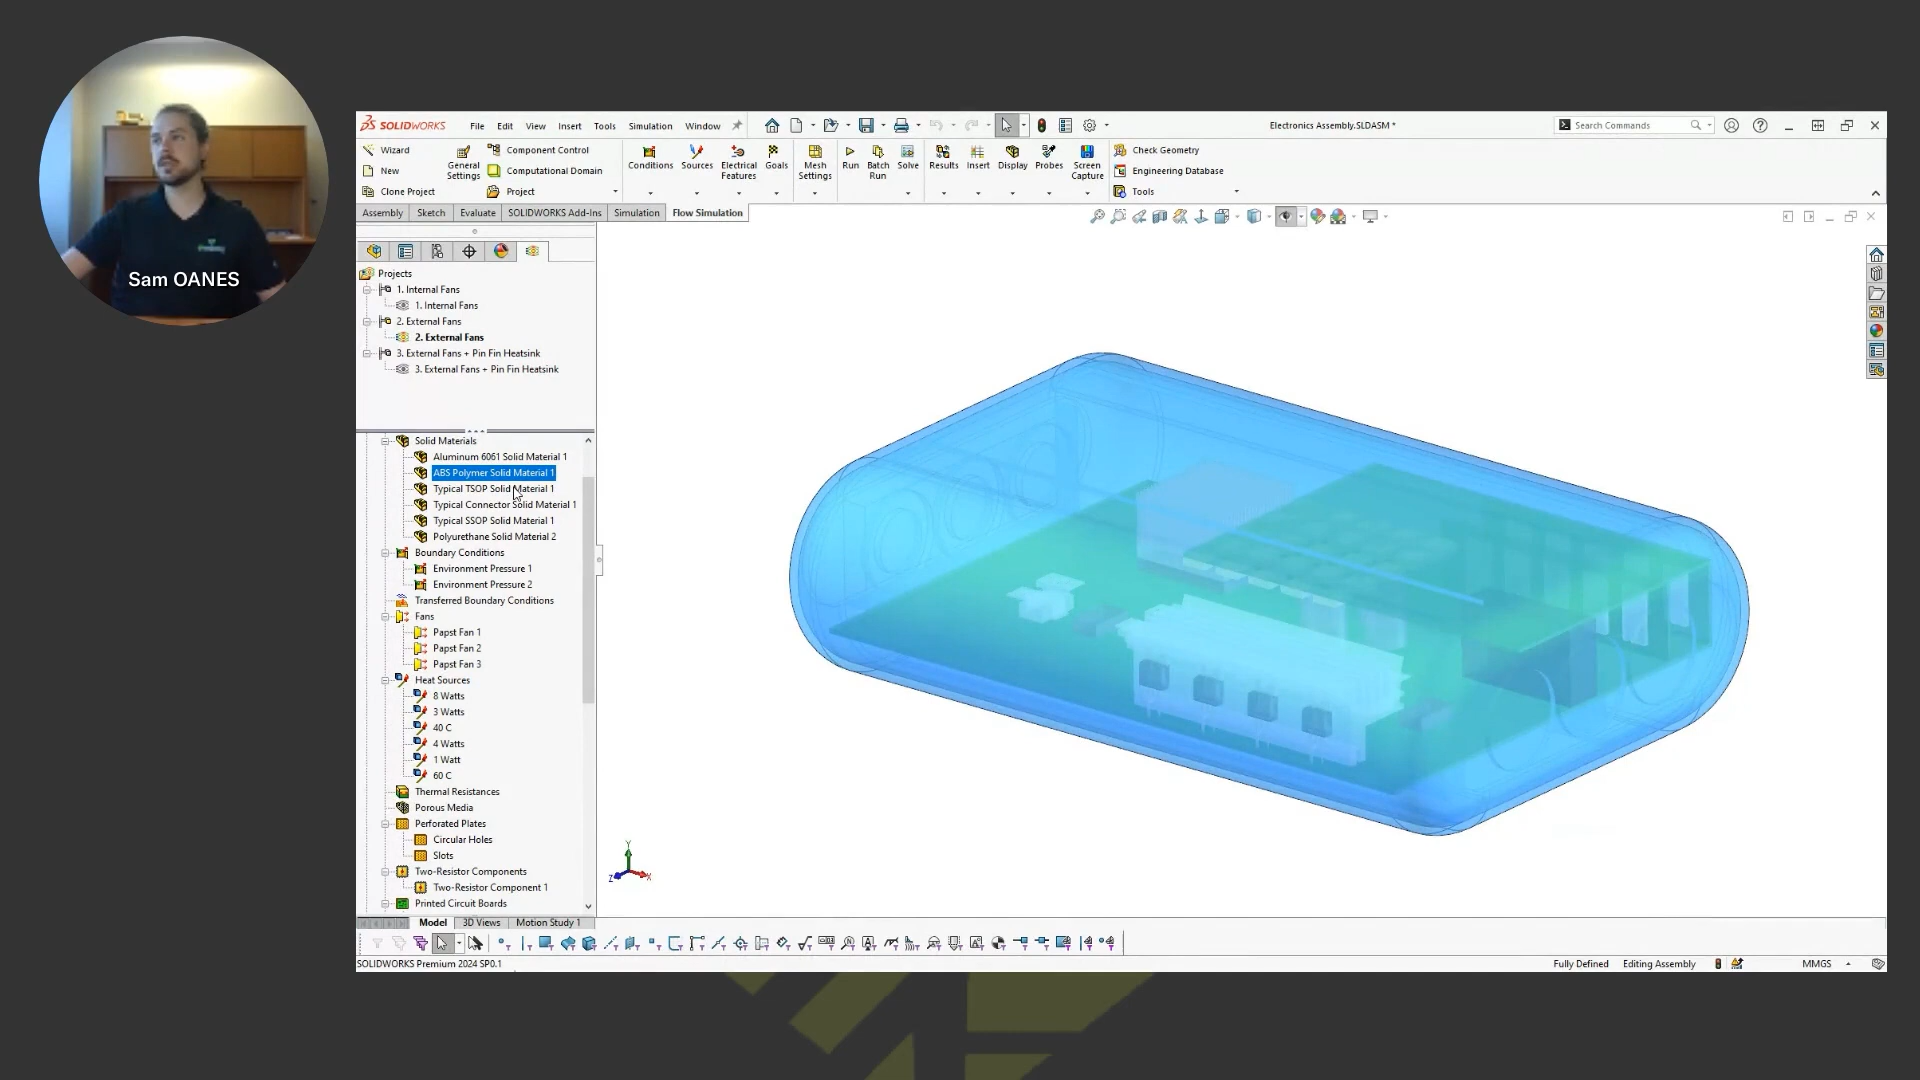 Sam OANES
SOLIDWORKS File Edit View Insert Tools Simulation Window
Electronics Assembly.SLDASM *
Search Commands
Wizard
New
Clone Project
General Settings
Component Control
Computational Domain
Project
Conditions
Sources
Electrical Features
Goals
Mesh Settings
Run
Batch Run
Solve
Results
Insert
Display
Probes
Screen Capture
Check Geometry
Engineering Database
Tools
Assembly Sketch Evaluate SOLIDWORKS Add-Ins Simulation Flow Simulation
Projects
1. Internal Fans
1. Internal Fans
2. External Fans
2. External Fans
3. External Fans + Pin Fin Heatsink
3. External Fans + Pin Fin Heatsink
Solid Materials
Aluminum 6061 Solid Material 1
ABS Polymer Solid Material 1
Typical TSOP Solid Material 1
Typical Connector Solid Material 1
Typical SSOP Solid Material 1
Polyurethane Solid Material 2
Boundary Conditions
Environment Pressure 1
Environment Pressure 2
Transferred Boundary Conditions
Fans
Papst Fan 1
Papst Fan 2
Papst Fan 3
Heat Sources
8 Watts
3 Watts
40 C
4 Watts
1 Watt
60 C
Thermal Resistances
Porous Media
Perforated Plates
Circular Holes
Slots
Two-Resistor Components
Two-Resistor Component 1
Printed Circuit Boards
Y
Z
X
Model 3D Views Motion Study 1
SOLIDWORKS Premium 2024 SP0.1
Fully Defined
Editing Assembly
MMGS